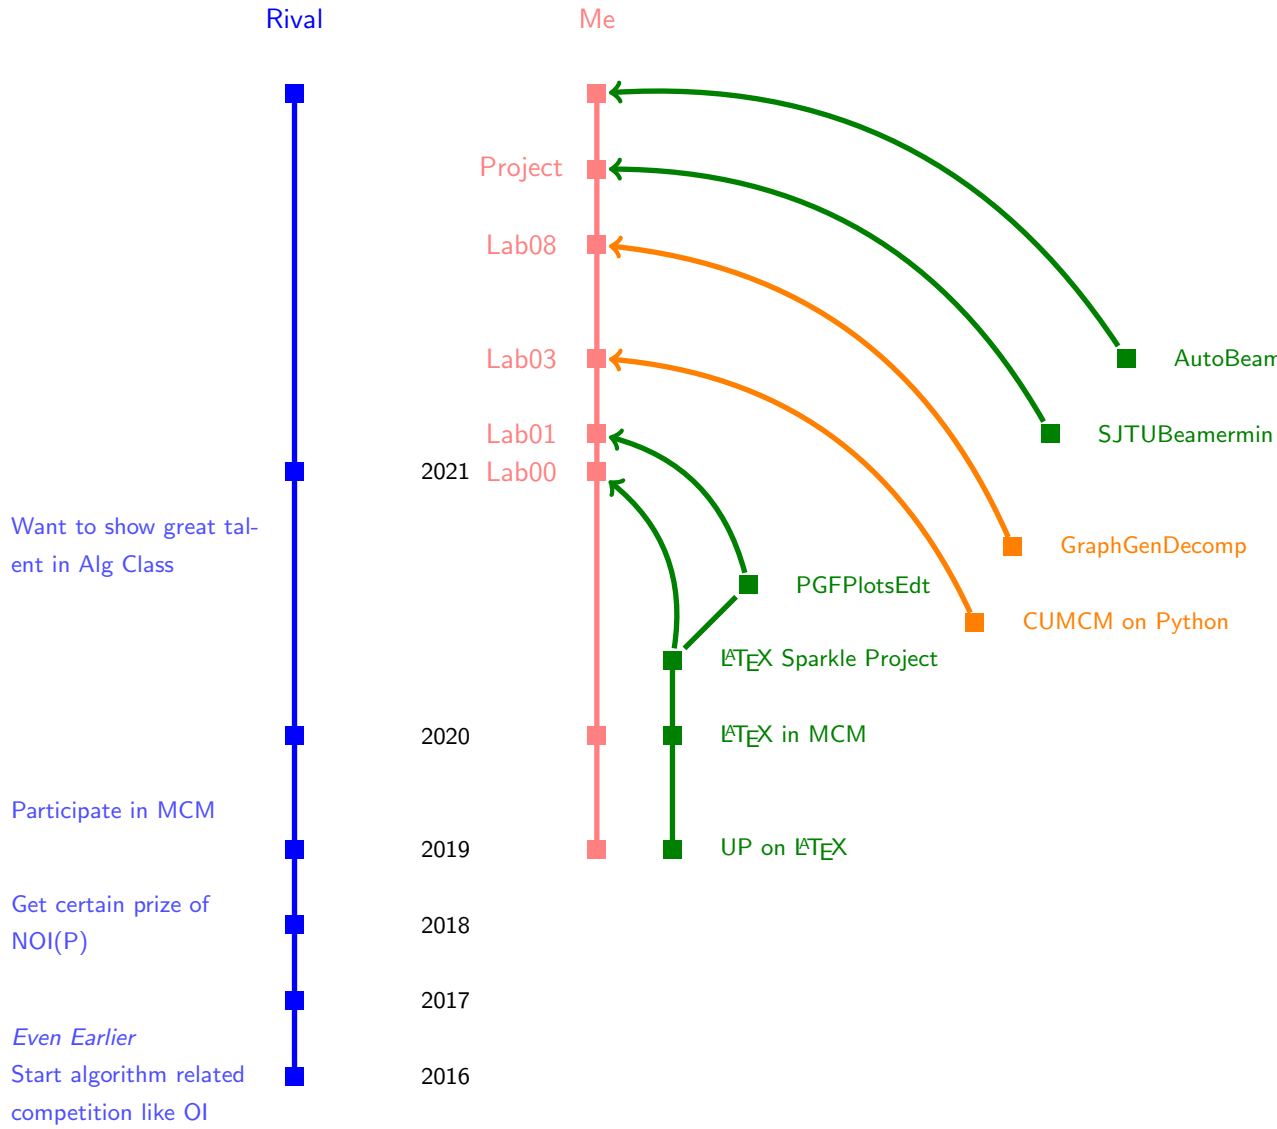 Rival
Me
Project
Lab08
Lab03
AutoBeam
Lab01
SJTUBeamermin
2021
Lab00
Want to show great tal-
ent in Alg Class
GraphGenDecomp
PGFPlotsEdt
CUMCM on Python
LATEX Sparkle Project
2020
LATEX in MCM
Participate in MCM
2019
UP on LATEX
Get certain prize of
NOI(P)
2018
2017
Even Earlier
Start algorithm related
competition like OI
2016